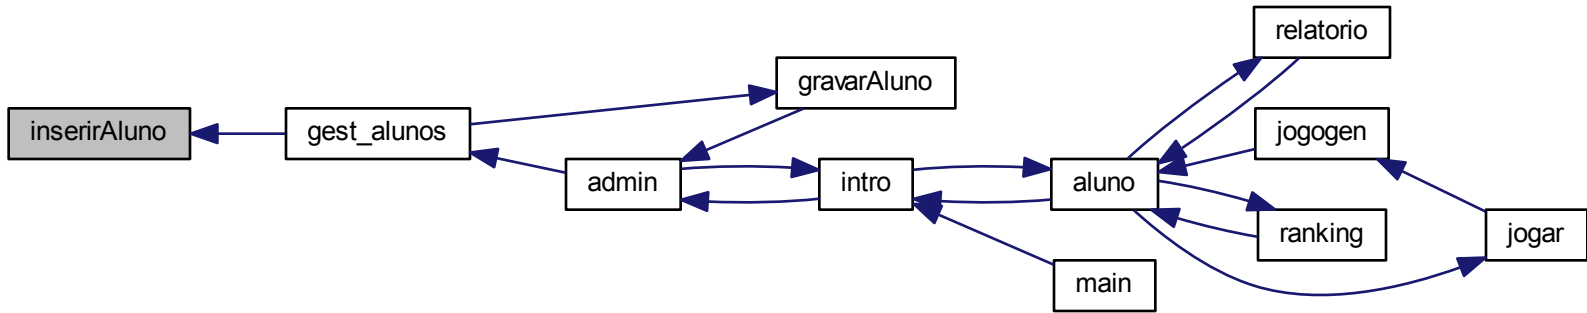 inserirAluno
gest_alunos
gravarAluno
admin
intro
aluno
main
relatorio
jogogen
ranking
jogar